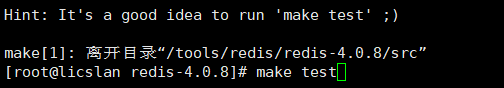 Hint: It's a good idea to run 'make test' ;)
make[1]: 离开目录“/tools/redis/redis-4.0.8/src”
[root@licslan redis-4.0.8]# make test